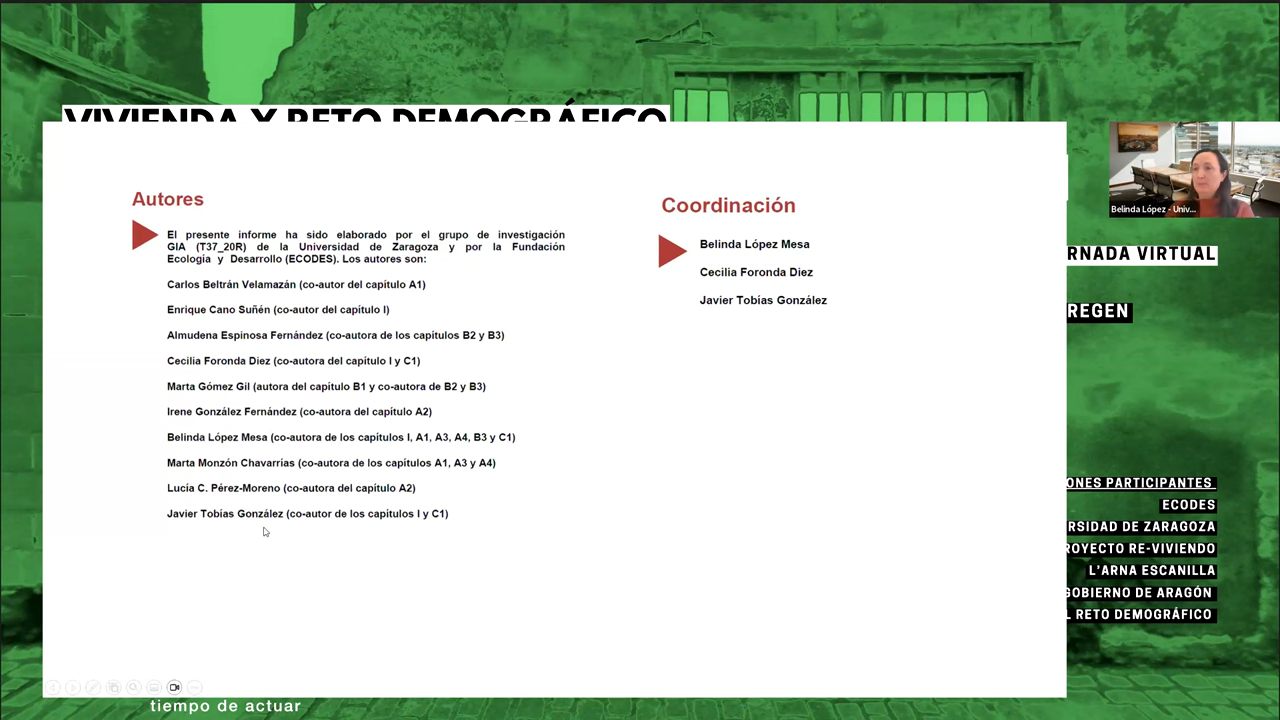 VIVIENDA Y RETO DEMOGRÁFICO
Autores
El presente informe ha sido elaborado por el grupo de investigación
GIA (T37_20R) de la Universidad de Zaragoza y por la Fundación
Ecología y Desarrollo (ECODES). Los autores son:
Carlos Beltrán Velamazán (co-autor del capítulo A1)
Enrique Cano Suñén (co-autor del capítulo I)
Almudena Espinosa Fernández (co-autora de los capítulos B2 y B3)
Cecilia Foronda Diez (co-autora del capítulo I y C1)
Marta Gómez Gil (autora del capítulo B1 y co-autora de B2 y B3)
Irene González Fernández (co-autora del capítulo A2)
Belinda López Mesa (co-autora de los capítulos I, A1, A3, A4, B3 y C1)
Marta Monzón Chavarrías (co-autora de los capítulos A1, A3 y A4)
Lucía C. Pérez-Moreno (co-autora del capítulo A2)
Javier Tobías González (co-autor de los capítulos I y C1)
Coordinación
Belinda López Mesa
Cecilia Foronda Diez
Javier Tobías González
Belinda López - Univ...
RNADA VIRTUAL
REGEN
ONES PARTICIPANTES
ECODES
RSIDAD DE ZARAGOZA
ROYECTO RE-VIVIENDO
L'ARNA ESCANILLA
GOBIERNO DE ARAGÓN
L RETO DEMOGRÁFICO
tiempo de actuar